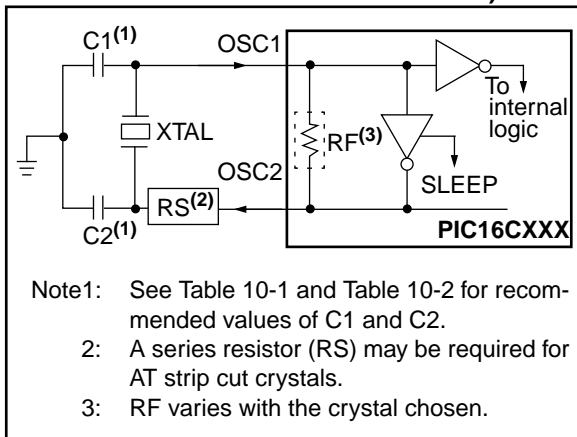 C1(1)
OSC1
To
internal
logic
XTAL
RF(3)
OSC2
SLEEP
RS(2)
C2(1)
PIC16CXXX
Note1: See Table 10-1 and Table 10-2 for recom-
mended values of C1 and C2.
2: A series resistor (RS) may be required for
AT strip cut crystals.
3: RF varies with the crystal chosen.